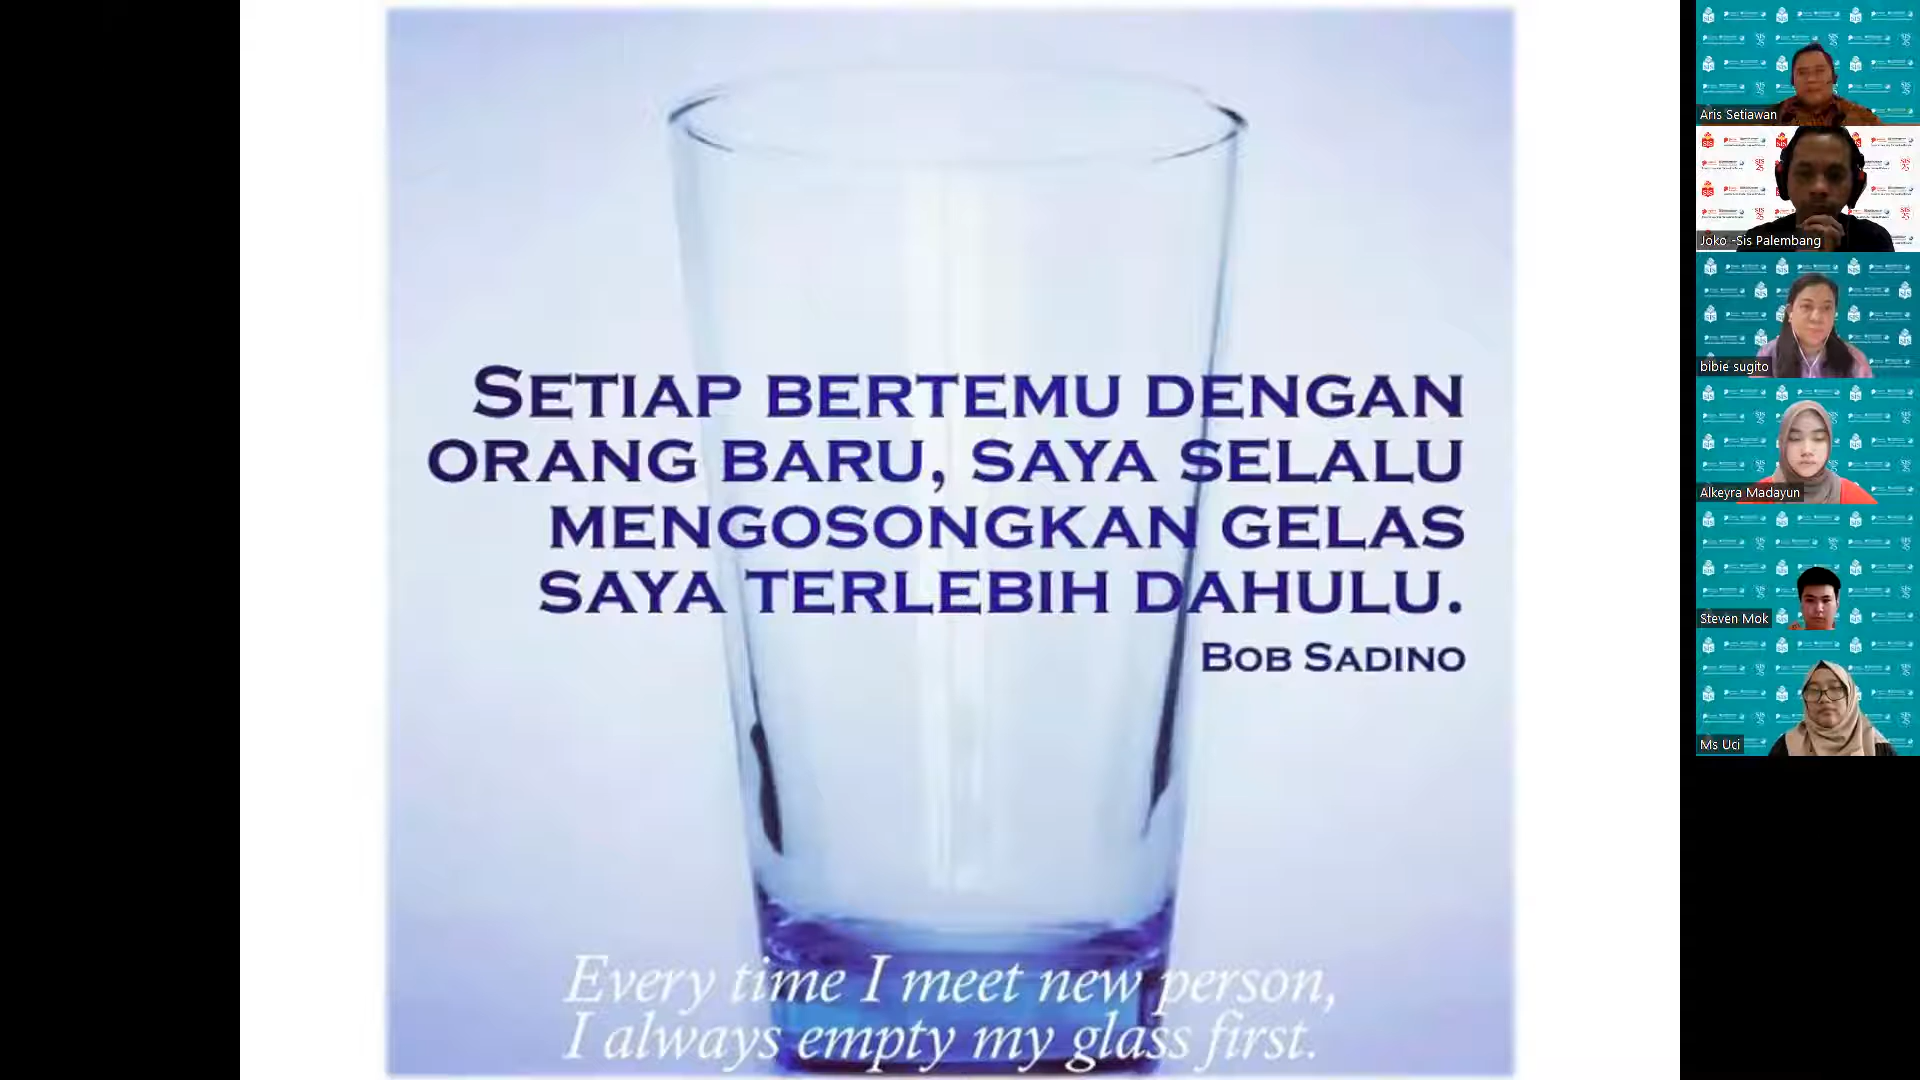 SETIAP BERTEMU DENGAN
ORANG BARU, SAYA SELALU
MENGOSONGKAN GELAS
SAYA TERLEBIH DAHULU.
BOB SADINO
Every time I meet new person,
I always empty my glass first.
Aris Setiawan
Joko -Sis Palembang
bibie sugito
Alkeyra Madayun
Steven Mok
Ms Uci